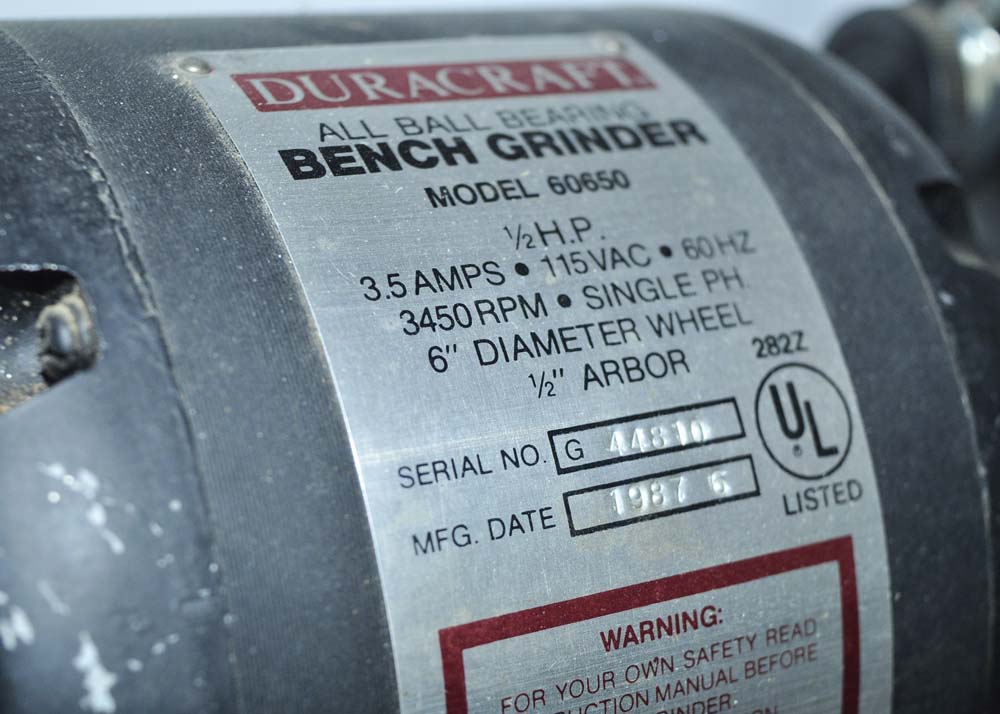 DURACRAFT
ALL BALL BEARING
BENCH GRINDER
MODEL 60650
½ H.P.
3.5 AMPS • 115 VAC • 60 HZ
3450 RPM • SINGLE PH.
6" DIAMETER WHEEL
½" ARBOR
282Z
UL ®
LISTED
SERIAL NO. G 44810
MFG. DATE 1987 6
WARNING:
FOR YOUR OWN SAFETY READ
MANUAL BEFORE